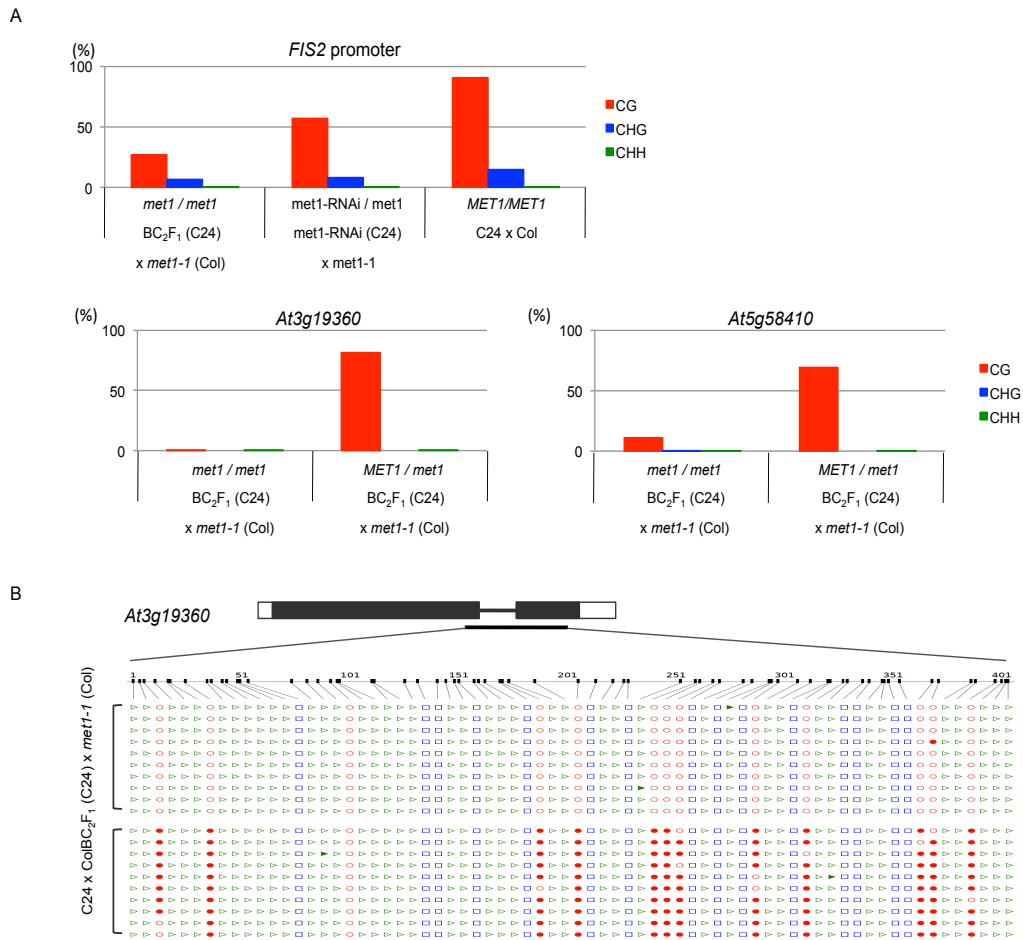 A
(%)
FIS2 promoter
100
50
0
CG
CHG
CHH
met1 / met1
met1-RNAi / met1
MET1/MET1
BC2F1 (C24)
met1-RNAi (C24)
C24 x Col
x met1-1 (Col)
x met1-1
(%)
At3g19360
100
50
0
met1 / met1
MET1 / met1
BC2F1 (C24)
BC2F1 (C24)
x met1-1 (Col)
x met1-1 (Col)
(%)
At5g58410
100
50
0
CG
CHG
CHH
met1 / met1
MET1 / met1
BC2F1 (C24)
BC2F1 (C24)
x met1-1 (Col)
x met1-1 (Col)
B
At3g19360
1 51 101 151 201 251 301 351 401
BC2F1 (C24) x met1-1 (Col)
C24 x Col